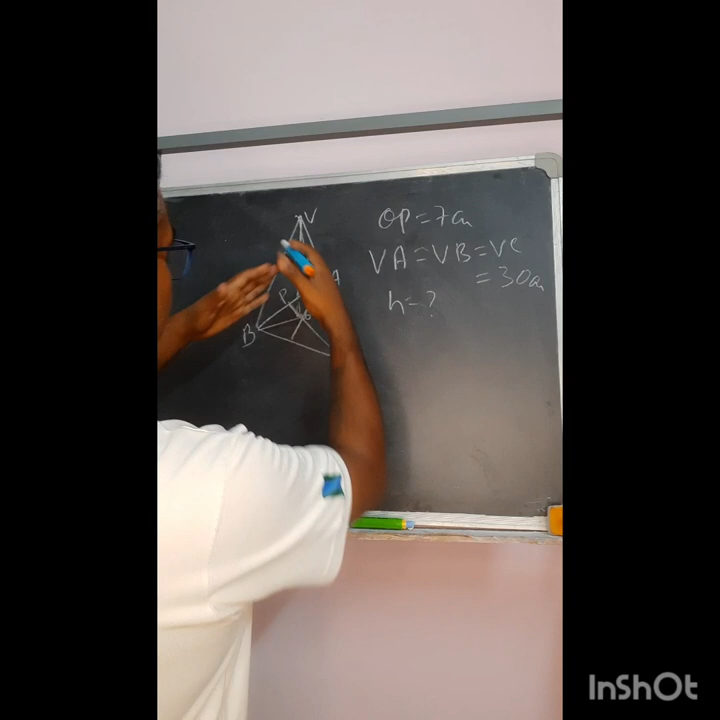 V
OP = 7cm
VA = VB = VC
= 30cm
h = ?
A
P
O
B
InShOt